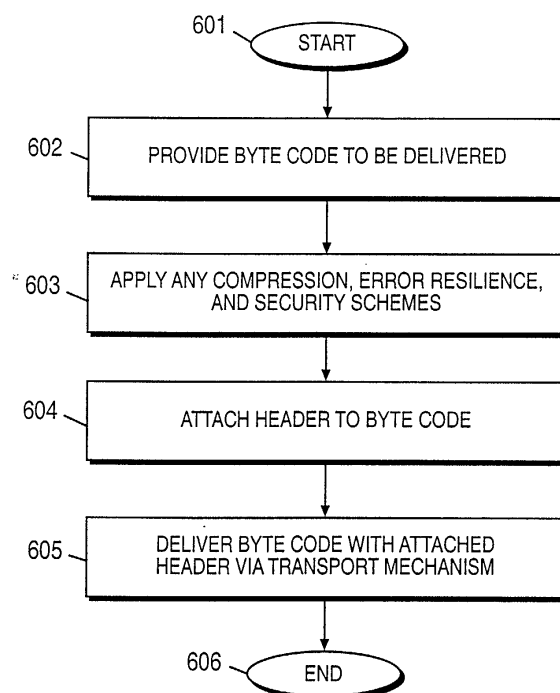 601
START
602
PROVIDE BYTE CODE TO BE DELIVERED
603
APPLY ANY COMPRESSION, ERROR RESILIENCE,
AND SECURITY SCHEMES
604
ATTACH HEADER TO BYTE CODE
605
DELIVER BYTE CODE WITH ATTACHED
HEADER VIA TRANSPORT MECHANISM
606
END